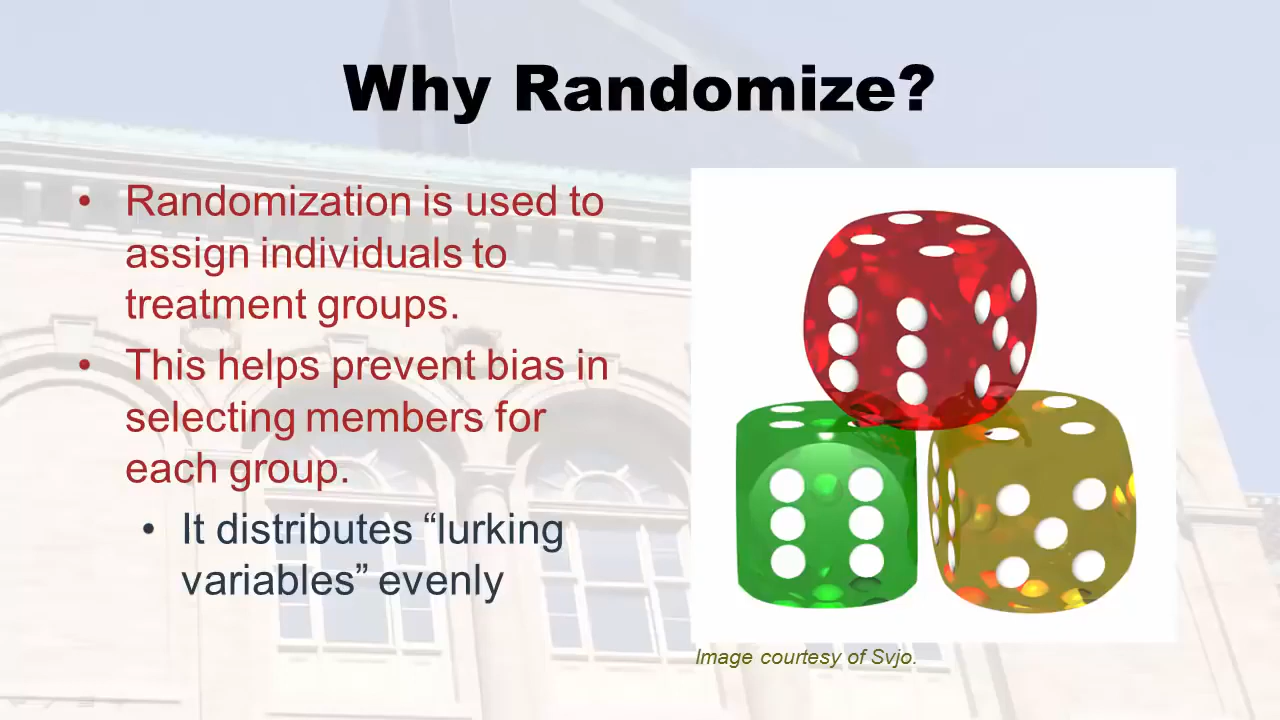 Why Randomize?
• Randomization is used to
assign individuals to
treatment groups.
• This helps prevent bias in
selecting members for
each group.
• It distributes “lurking
variables” evenly
Image courtesy of Svjo.